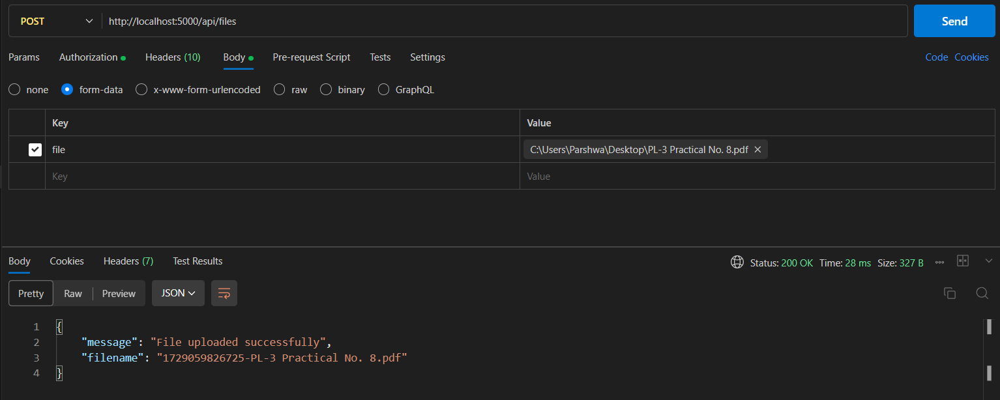 POST http://localhost:5000/api/files Send
Params Authorization Headers (10) Body Pre-request Script Tests Settings Code Cookies
none form-data x-www-form-urlencoded raw binary GraphQL
Key Value
file C:\Users\Parshwa\Desktop\PL-3 Practical No. 8.pdf
Key Value
Body Cookies Headers (7) Test Results Status: 200 OK Time: 28 ms Size: 327 B
Pretty Raw Preview JSON
1 {
2 "message": "File uploaded successfully",
3 "filename": "1729059826725-PL-3 Practical No. 8.pdf"
4 }